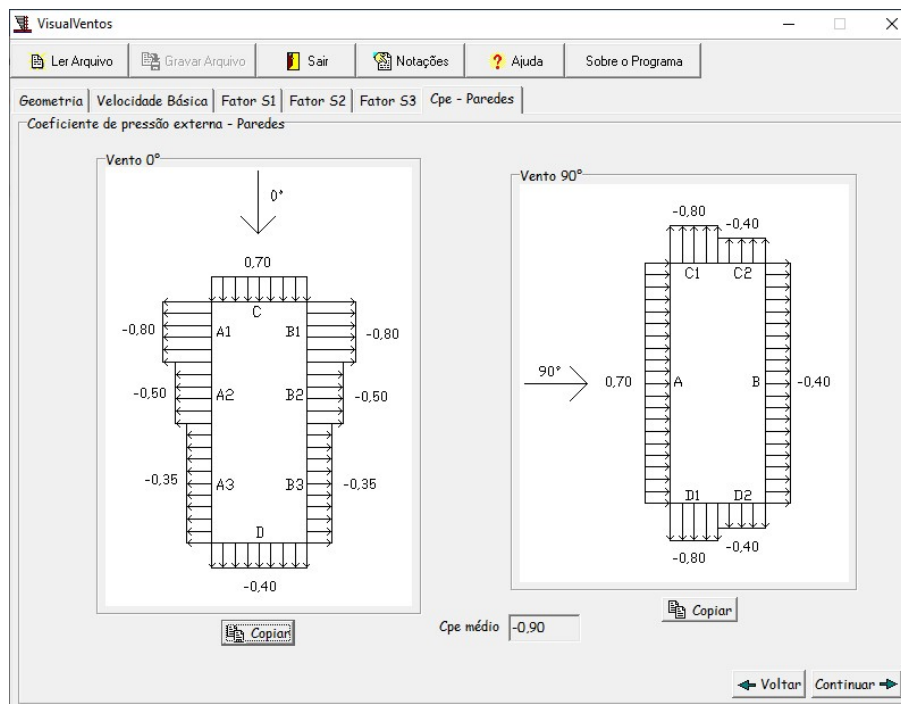 VisualVentos
Ler Arquivo Gravar Arquivo Sair Notações ? Ajuda Sobre o Programa
Geometria Velocidade Básica Fator S1 Fator S2 Fator S3 Cpe - Paredes
Coeficiente de pressão externa - Paredes
Vento 0°
0°
0,70
C
-0,80 A1 B1 -0,80
-0,50 A2 B2 -0,50
-0,35 A3 B3 -0,35
D
-0,40
Copiar
Vento 90°
-0,80 -0,40
C1 C2
90° 0,70 A B -0,40
D1 D2
-0,80 -0,40
Copiar
Cpe médio -0,90
Voltar Continuar